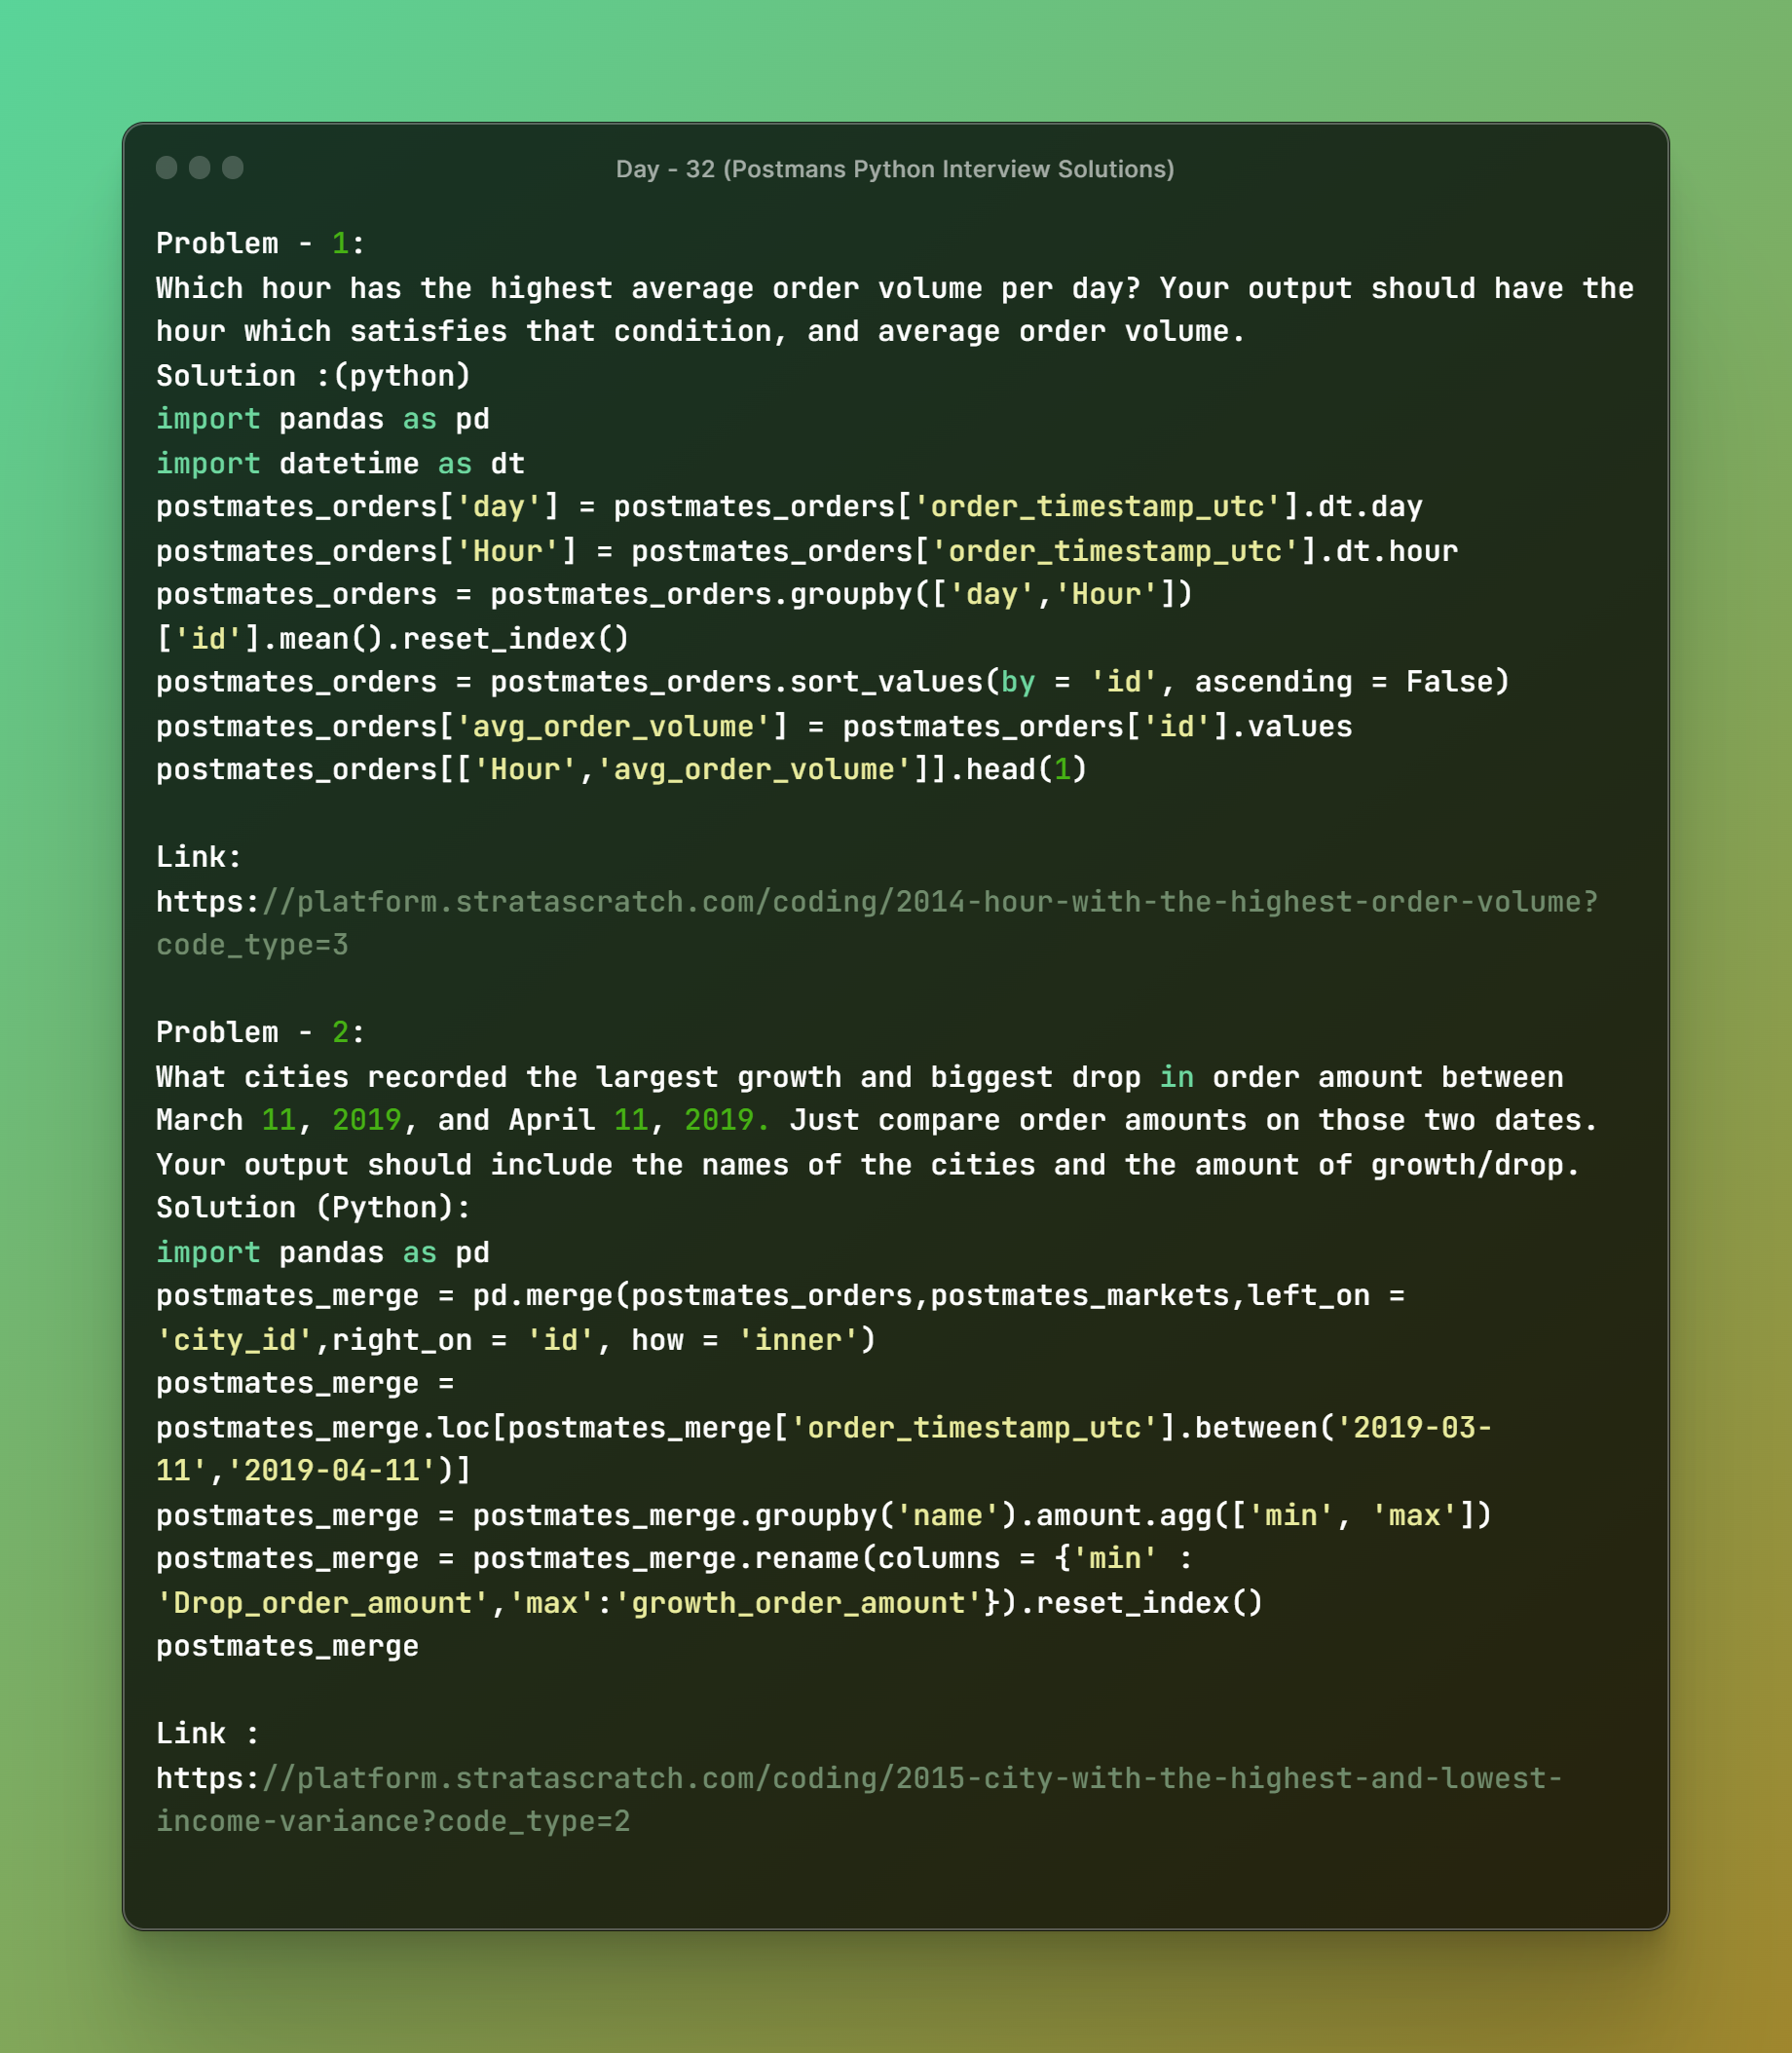 Day - 32 (Postmans Python Interview Solutions)
Problem - 1:
Which hour has the highest average order volume per day? Your output should have the
hour which satisfies that condition, and average order volume.
Solution :(python)
import pandas as pd
import datetime as dt
postmates_orders['day'] = postmates_orders['order_timestamp_utc'].dt.day
postmates_orders['Hour'] = postmates_orders['order_timestamp_utc'].dt.hour
postmates_orders = postmates_orders.groupby(['day','Hour'])
['id'].mean().reset_index()
postmates_orders = postmates_orders.sort_values(by = 'id', ascending = False)
postmates_orders['avg_order_volume'] = postmates_orders['id'].values
postmates_orders[['Hour','avg_order_volume']].head(1)
Link:
https://platform.stratascratch.com/coding/2014-hour-with-the-highest-order-volume?
code_type=3
Problem - 2:
What cities recorded the largest growth and biggest drop in order amount between
March 11, 2019, and April 11, 2019. Just compare order amounts on those two dates.
Your output should include the names of the cities and the amount of growth/drop.
Solution (Python):
import pandas as pd
postmates_merge = pd.merge(postmates_orders,postmates_markets,left_on =
'city_id',right_on = 'id', how = 'inner')
postmates_merge =
postmates_merge.loc[postmates_merge['order_timestamp_utc'].between('2019-03-
11','2019-04-11')]
postmates_merge = postmates_merge.groupby('name').amount.agg(['min', 'max'])
postmates_merge = postmates_merge.rename(columns = {'min' :
'Drop_order_amount','max':'growth_order_amount'}).reset_index()
postmates_merge
Link :
https://platform.stratascratch.com/coding/2015-city-with-the-highest-and-lowest-
income-variance?code_type=2